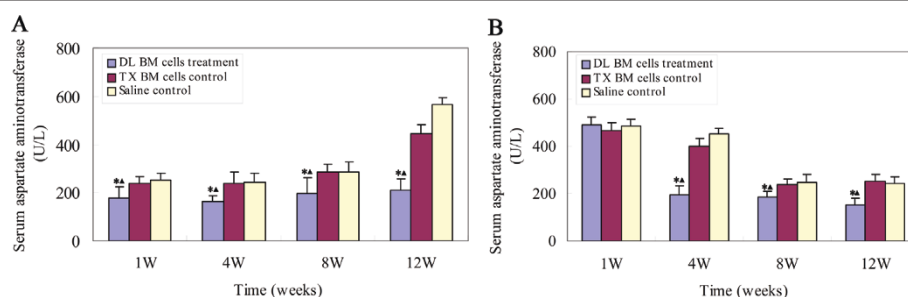 A
Serum aspartate aminotransferase
(U/L)
800
600
400
200
0
DL BM cells treatment
TX BM cells control
Saline control
*▲
*▲
*▲
*▲
1W
4W
8W
12W
Time (weeks)
B
Serum aspartate aminotransferase
(U/L)
800
600
400
200
0
DL BM cells treatment
TX BM cells control
Saline control
*▲
*▲
*▲
1W
4W
8W
12W
Time (weeks)